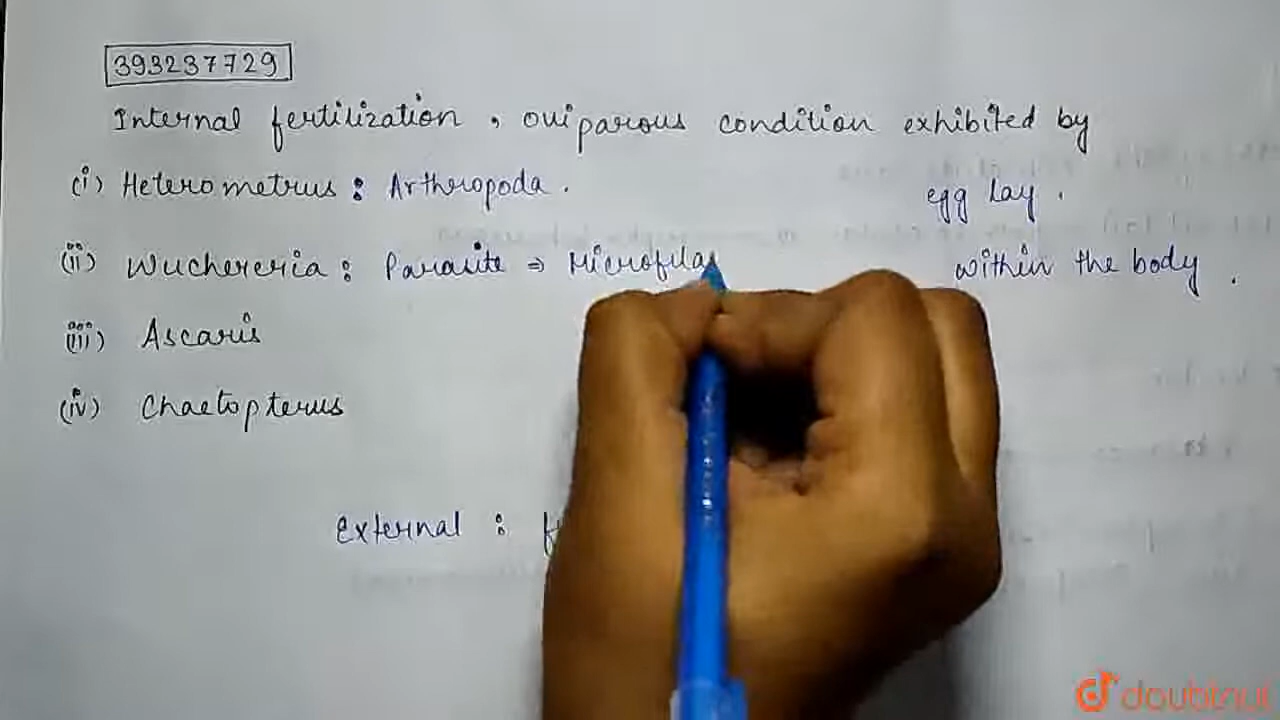 393237729
Internal fertilization, oviparous condition exhibited by
(i) Heterometrus : Arthropoda.
egg lay.
(ii) Wuchereria : Parasite ⇒ Microfila
within the body.
(iii) Ascaris
(iv) Chaetopterus
External :
doubtnut